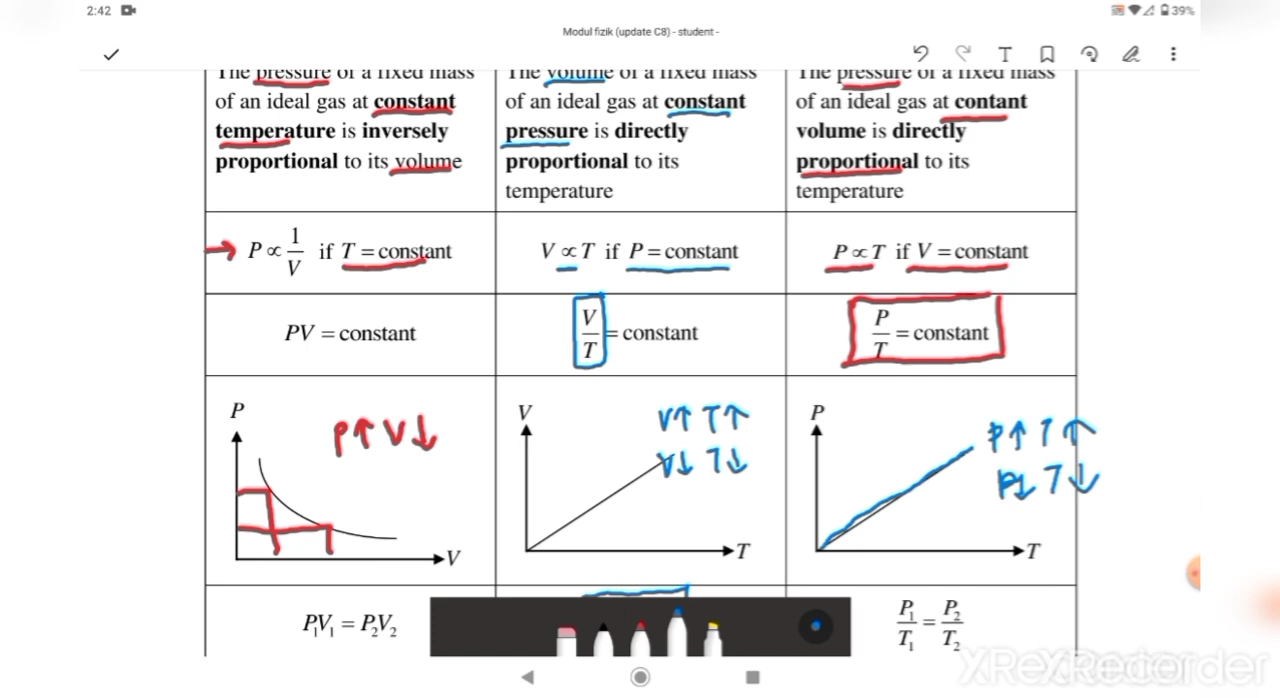 2:42
39%
Modul fizik (update C8) - student -
T
The pressure of a fixed mass
of an ideal gas at constant
temperature is inversely
proportional to its volume
The volume of a fixed mass
of an ideal gas at constant
pressure is directly
proportional to its
temperature
The pressure of a fixed mass
of an ideal gas at contant
volume is directly
proportional to its
temperature
P ∝ 1/V if T = constant
V ∝ T if P = constant
P ∝ T if V = constant
PV = constant
V/T = constant
P/T = constant
P
P↑ V↓
V
V
V↑ T↑
V↓ T↓
T
P
P↑ T↑
P↓ T↓
T
P₁V₁ = P₂V₂
P₁/T₁ = P₂/T₂